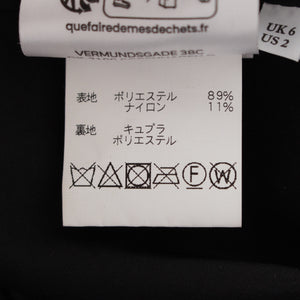 quefairedemesdechets.fr
VERMUNDSGADE 38C
UK 6
US 2
表地 ポリエステル 89%
ナイロン 11%
裏地 キュプラ
ポリエステル
F W